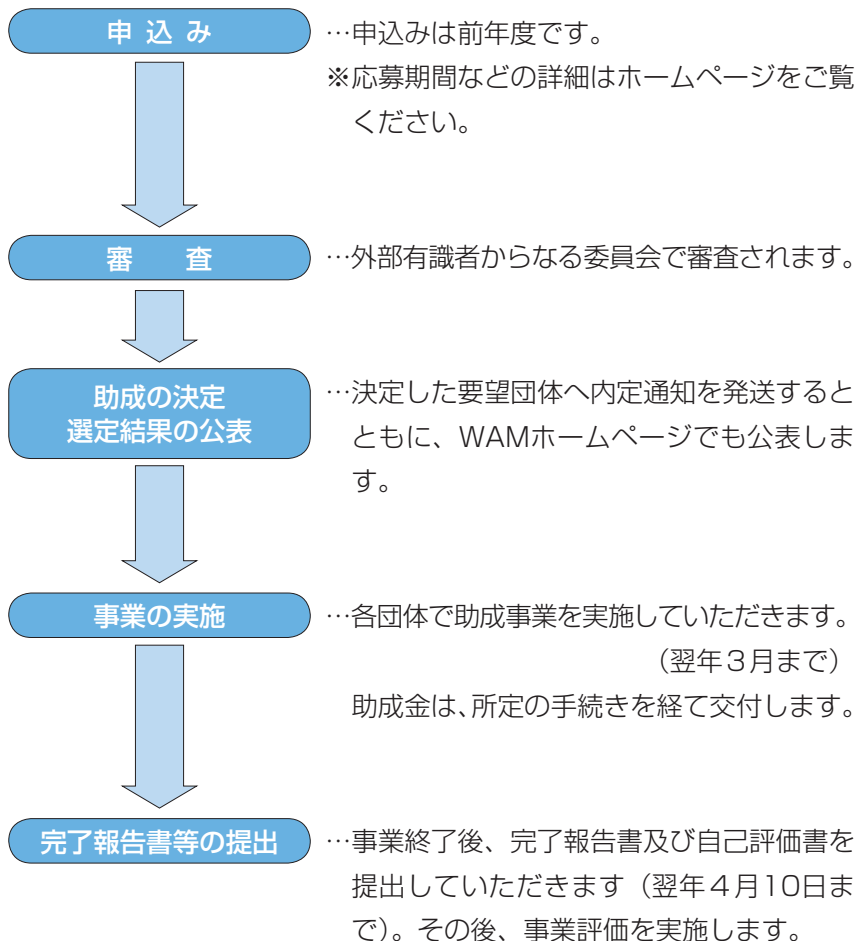 申 込 み
…申込みは前年度です。
※応募期間などの詳細はホームページをご覧
ください。
審　　査
…外部有識者からなる委員会で審査されます。
助成の決定
選定結果の公表
…決定した要望団体へ内定通知を発送すると
ともに、WAMホームページでも公表しま
す。
事業の実施
…各団体で助成事業を実施していただきます。
（翌年３月まで）
助成金は、所定の手続きを経て交付します。
完了報告書等の提出
…事業終了後、完了報告書及び自己評価書を
提出していただきます（翌年４月10日ま
で）。その後、事業評価を実施します。